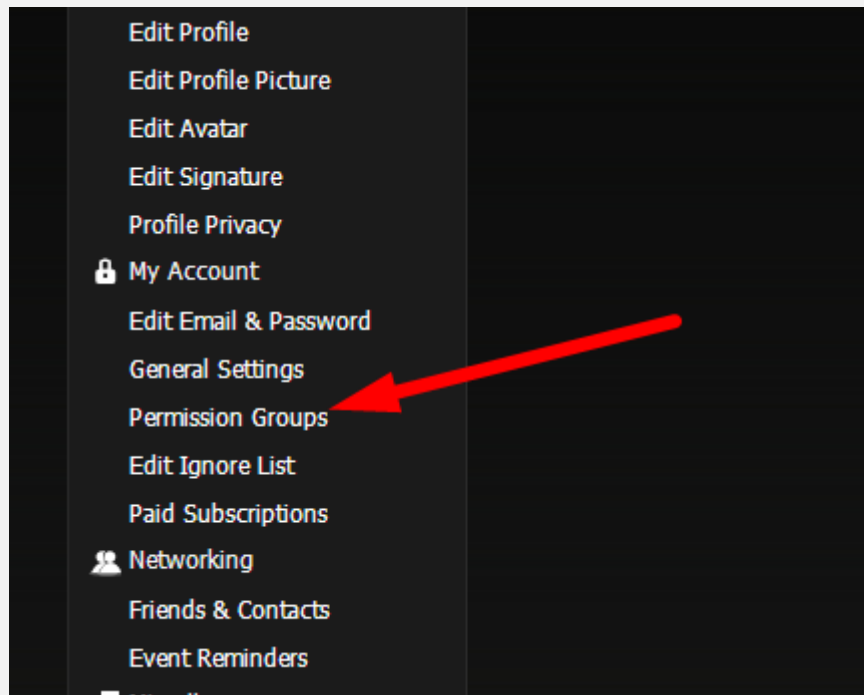 Edit Profile
Edit Profile Picture
Edit Avatar
Edit Signature
Profile Privacy
My Account
Edit Email & Password
General Settings
Permission Groups
Edit Ignore List
Paid Subscriptions
Networking
Friends & Contacts
Event Reminders